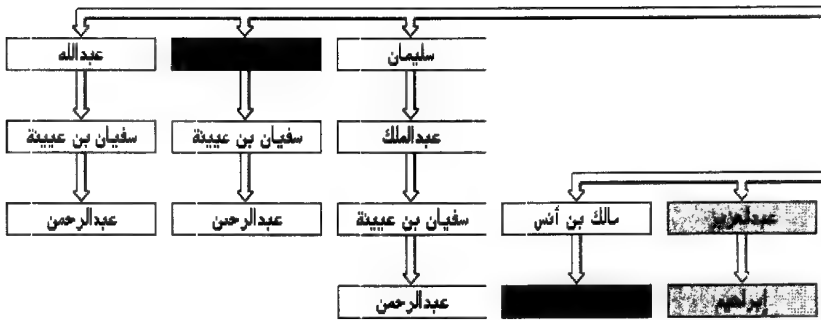 سليمان
عبدالله
عبدالملك
سفيان بن عيينة
سفيان بن عيينة
عبدالعزيز
مالك بن أنس
سفيان بن عيينة
عبدالرحمن
عبدالرحمن
ابراهيم
عبدالرحمن